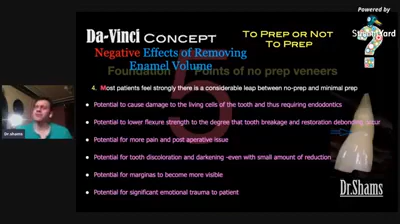 Powered by
StreamYard
Da-Vinci Concept
To Prep or Not
To Prep
?
Negative Effects of Removing
Enamel Volume
Foundation Points of no prep veneers
5
4. Most patients feel strongly there is a considerable leap between no-prep and minimal prep
Potential to cause damage to the living cells of the tooth and thus requiring endodontics
Potential to lower flexure strength to the degree that tooth breakage and restoration debonding occur
Potential for more pain and post aperative issue
Potential for tooth discoloration and darkening -even with small amount of reduction
Potential for marginas to become more visible
Potential for significant emotional trauma to patient
Dr.shams
Dr.Shams